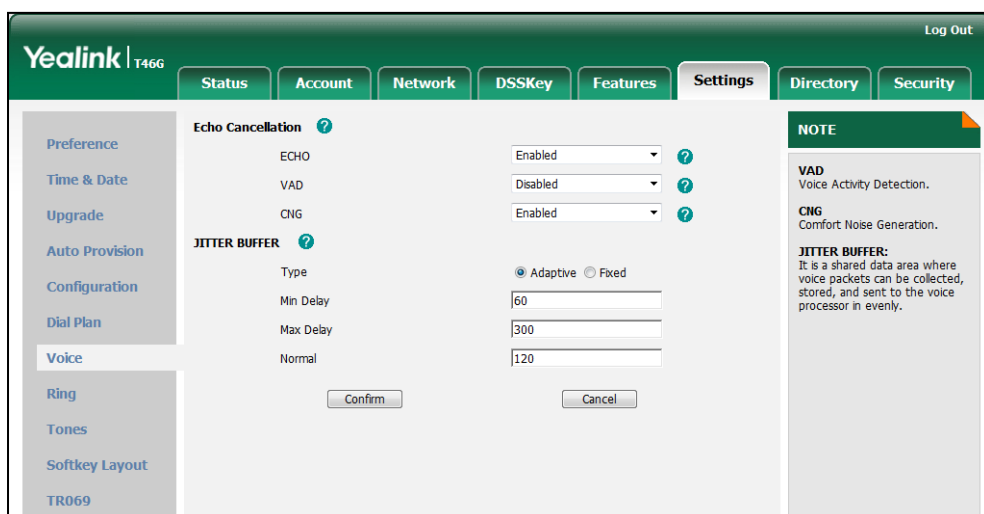 Log Out
Yealink | T46G
Status
Account
Network
DSSKey
Features
Settings
Directory
Security
Preference
Time & Date
Upgrade
Auto Provision
Configuration
Dial Plan
Voice
Ring
Tones
Softkey Layout
TR069
Echo Cancellation ?
ECHO Enabled ?
VAD Disabled ?
CNG Enabled ?
JITTER BUFFER ?
Type Adaptive Fixed
Min Delay 60
Max Delay 300
Normal 120
Confirm Cancel
NOTE
VAD
Voice Activity Detection.
CNG
Comfort Noise Generation.
JITTER BUFFER:
It is a shared data area where
voice packets can be collected,
stored, and sent to the voice
processor in evenly.